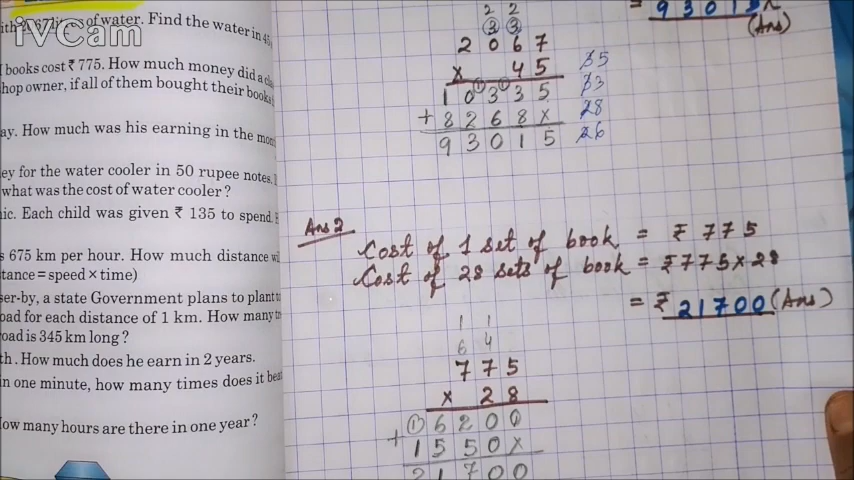 iVCam
of water. Find the water in 45
books cost ₹ 775. How much money did a
hop owner, if all of them bought their books
ay. How much was his earning in the mon
ey for the water cooler in 50 rupee notes.
what was the cost of water cooler?
ic. Each child was given ₹ 135 to spend.
s 675 km per hour. How much distance
tance = speed × time)
ser-by, a state Government plans to plant
oad for each distance of 1 km. How many
oad is 345 km long?
th. How much does he earn in 2 years.
in one minute, how many times does it bea
ow many hours are there in one year?
= 93015
(Ans)
2 2
3 3
2 0 6 7
× 4 5
1 0 3 3 5
+ 8 2 6 8 ×
9 3 0 1 5
35
33
28
26
Ans 2
Cost of 1 set of book = ₹ 775
Cost of 28 sets of book = ₹ 775 × 28
= ₹ 21700 (Ans)
1 1
6 4
7 7 5
× 2 8
6 2 0 0
+ 1 5 5 0 ×
2 1 7 0 0